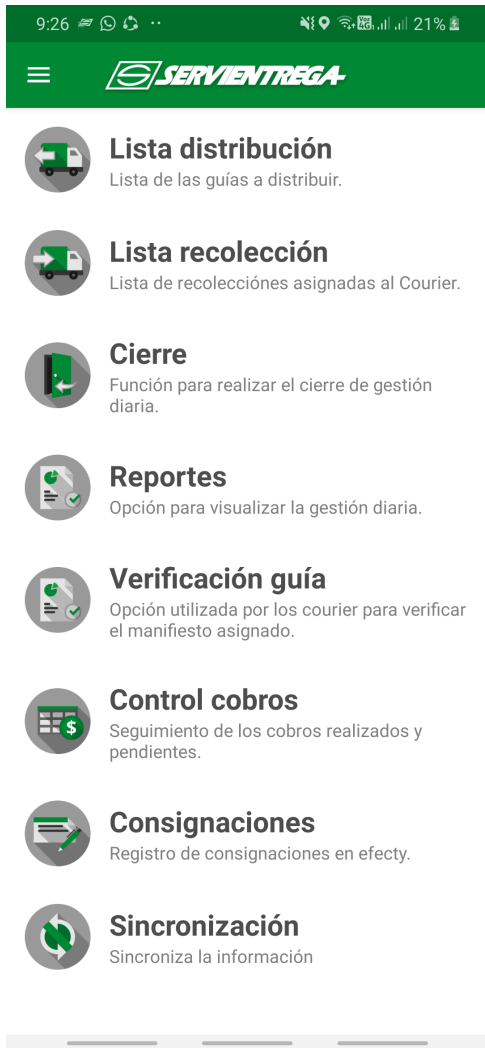 9:26 21%
SERVIENTREGA
Lista distribución
Lista de las guías a distribuir.
Lista recolección
Lista de recolecciónes asignadas al Courier.
Cierre
Función para realizar el cierre de gestión
diaria.
Reportes
Opción para visualizar la gestión diaria.
Verificación guía
Opción utilizada por los courier para verificar
el manifiesto asignado.
Control cobros
Seguimiento de los cobros realizados y
pendientes.
Consignaciones
Registro de consignaciones en efecty.
Sincronización
Sincroniza la información